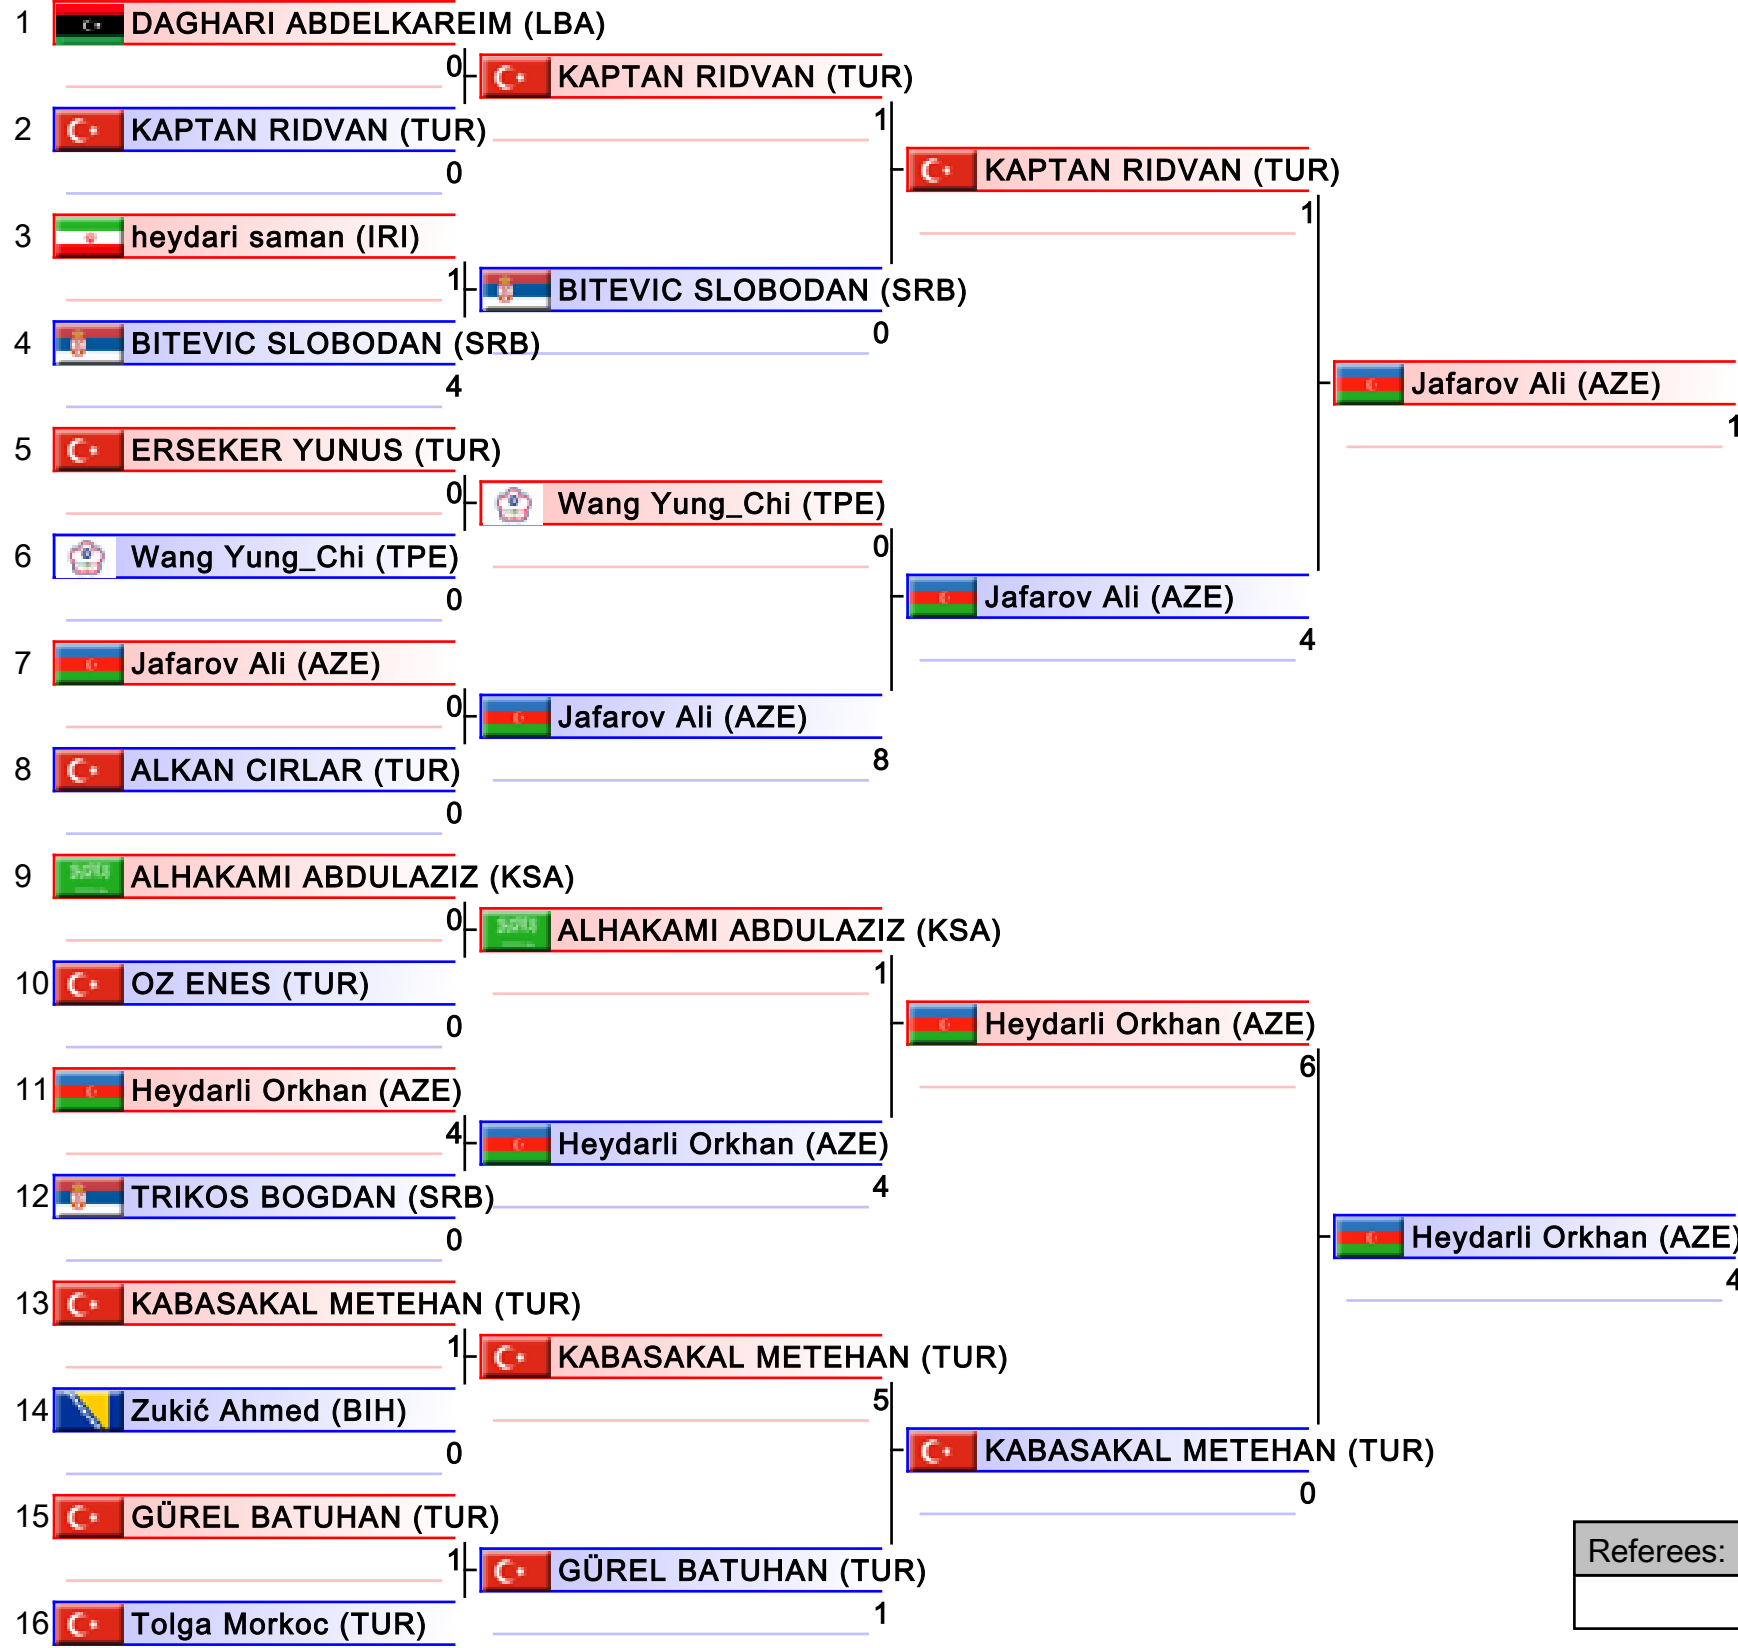 1 DAGHARI ABDELKAREIM (LBA)
0 KAPTAN RIDVAN (TUR)
2 KAPTAN RIDVAN (TUR) 1
0 KAPTAN RIDVAN (TUR)
3 heydari saman (IRI) 1
1 BITEVIC SLOBODAN (SRB)
4 BITEVIC SLOBODAN (SRB) 0
4 Jafarov Ali (AZE)
5 ERSEKER YUNUS (TUR) 1
0 Wang Yung_Chi (TPE)
6 Wang Yung_Chi (TPE) 0
0 Jafarov Ali (AZE)
7 Jafarov Ali (AZE) 4
0 Jafarov Ali (AZE)
8 ALKAN CIRLAR (TUR) 8
0
9 ALHAKAMI ABDULAZIZ (KSA)
0 ALHAKAMI ABDULAZIZ (KSA)
10 OZ ENES (TUR) 1
0 Heydarli Orkhan (AZE)
11 Heydarli Orkhan (AZE) 6
4 Heydarli Orkhan (AZE)
12 TRIKOS BOGDAN (SRB) 4
0 Heydarli Orkhan (AZE)
13 KABASAKAL METEHAN (TUR) 4
1 KABASAKAL METEHAN (TUR)
14 Zukić Ahmed (BIH) 5
0 KABASAKAL METEHAN (TUR)
15 GÜREL BATUHAN (TUR) 0
Referees:
1 GÜREL BATUHAN (TUR)
16 Tolga Morkoc (TUR) 1